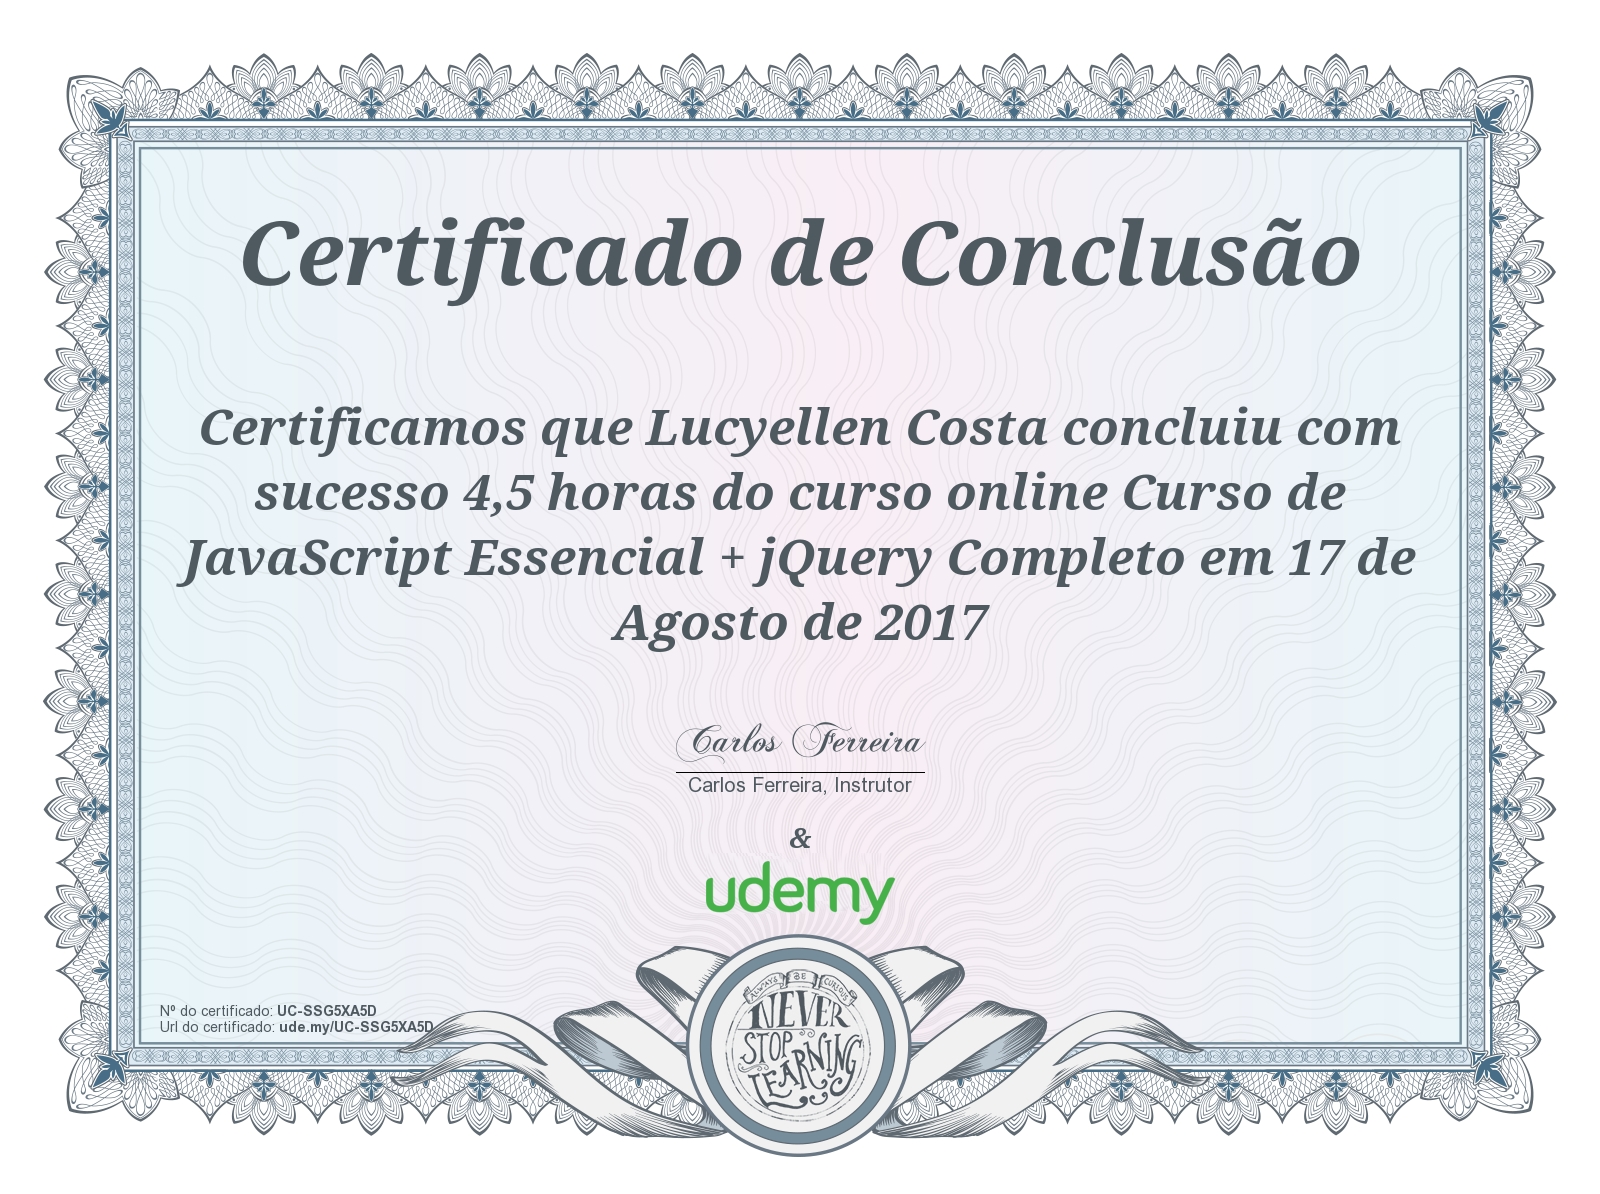 Certificado de Conclusão
Certificamos que Lucyellen Costa concluiu com
sucesso 4,5 horas do curso online Curso de
JavaScript Essencial + jQuery Completo em 17 de
Agosto de 2017
Carlos Ferreira
Carlos Ferreira, Instrutor
&
udemy
Nº do certificado: UC-SSG5XA5D
Url do certificado: ude.my/UC-SSG5XA5D
ALWAYS BE CURIOUS
NEVER
STOP
LEARNING